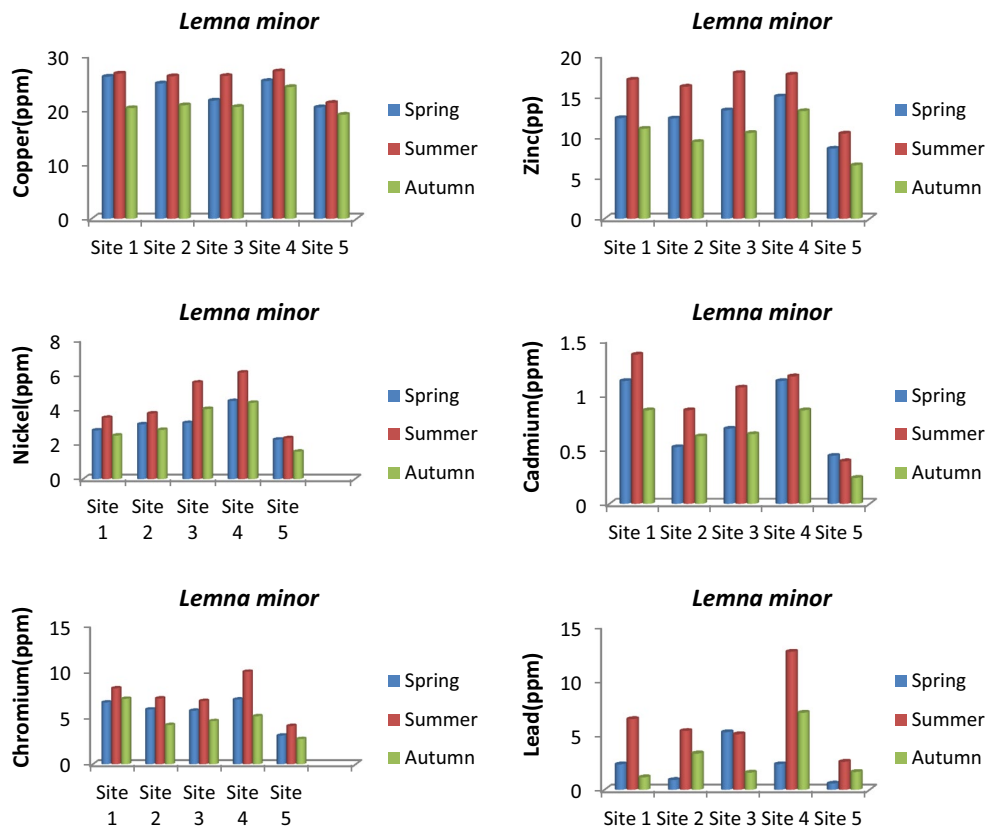 Lemna minor
Copper(ppm)
30
20
10
0
Site 1 Site 2 Site 3 Site 4 Site 5
Spring
Summer
Autumn
Lemna minor
Zinc(pp)
20
15
10
5
0
Site 1 Site 2 Site 3 Site 4 Site 5
Spring
Summer
Autumn
Lemna minor
Nickel(ppm)
8
6
4
2
0
Site Site Site Site Site
1 2 3 4 5
Spring
Summer
Autumn
Lemna minor
Cadmium(ppm)
1.5
1
0.5
0
Site 1 Site 2 Site 3 Site 4 Site 5
Spring
Summer
Autumn
Lemna minor
Chromium(ppm)
15
10
5
0
Site Site Site Site Site
1 2 3 4 5
Spring
Summer
Autumn
Lemna minor
Lead(ppm)
15
10
5
0
Site 1 Site 2 Site 3 Site 4 Site 5
Spring
Summer
Autumn